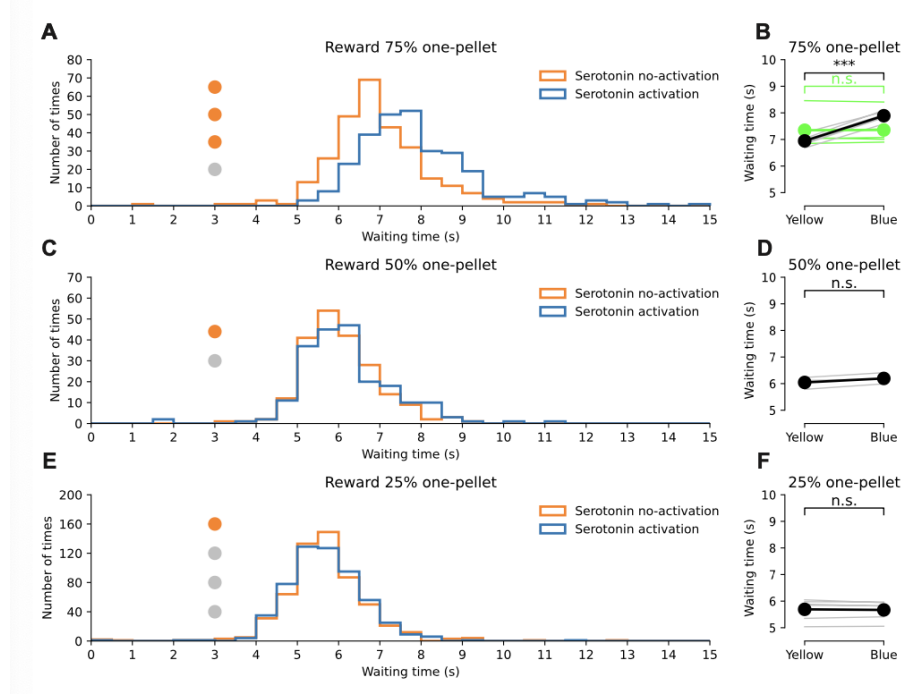 A
Reward 75% one-pellet
Number of times
80
70
60
50
40
30
20
10
0
Serotonin no-activation
Serotonin activation
0 1 2 3 4 5 6 7 8 9 10 11 12 13 14 15
Waiting time (s)
B
75% one-pellet
***
n.s.
Waiting time (s)
10
9
8
7
6
5
Yellow Blue
C
Reward 50% one-pellet
Number of times
70
60
50
40
30
20
10
0
Serotonin no-activation
Serotonin activation
0 1 2 3 4 5 6 7 8 9 10 11 12 13 14 15
Waiting time (s)
D
50% one-pellet
n.s.
Waiting time (s)
10
9
8
7
6
5
Yellow Blue
E
Reward 25% one-pellet
Number of times
200
160
120
80
40
0
Serotonin no-activation
Serotonin activation
0 1 2 3 4 5 6 7 8 9 10 11 12 13 14 15
Waiting time (s)
F
25% one-pellet
n.s.
Waiting time (s)
10
9
8
7
6
5
Yellow Blue